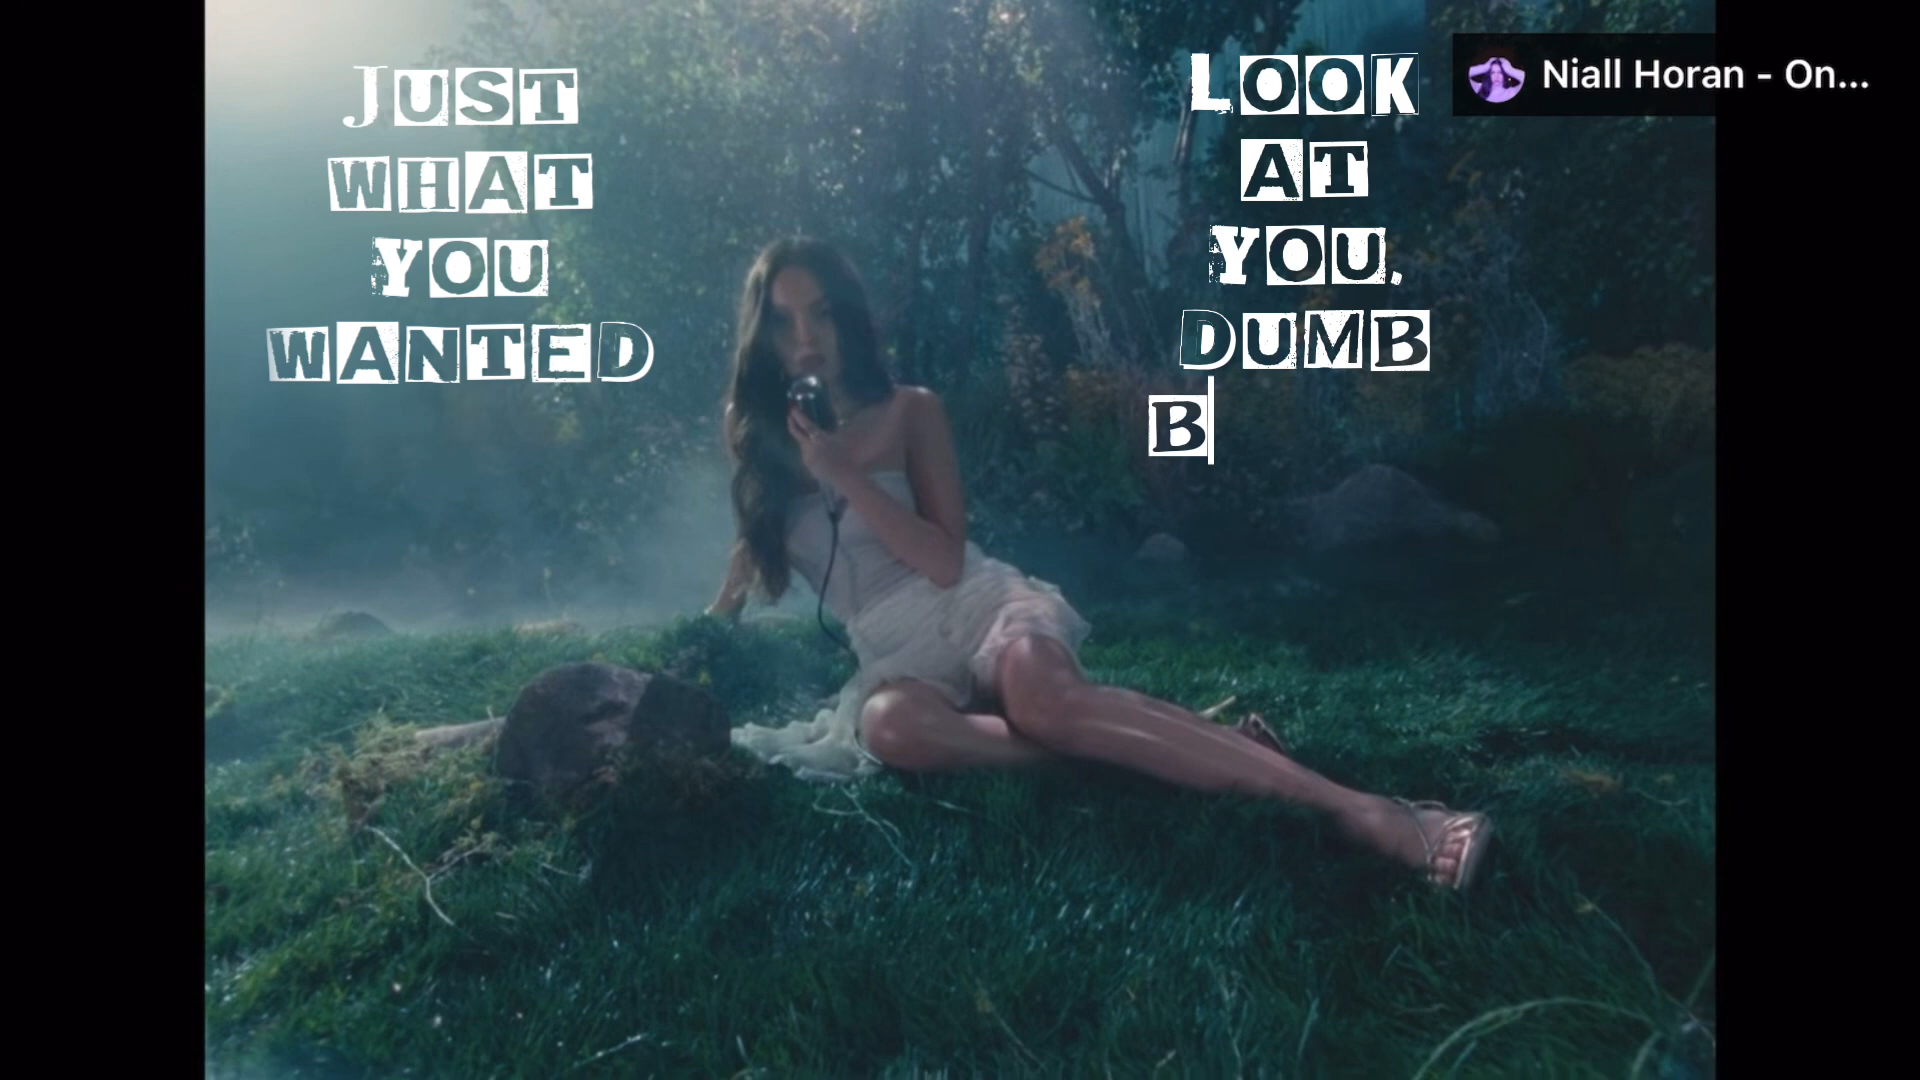 JUST
WHAT
YOU
WANTED
LOOK
AT
YOU,
DUMB
B
Niall Horan - On...